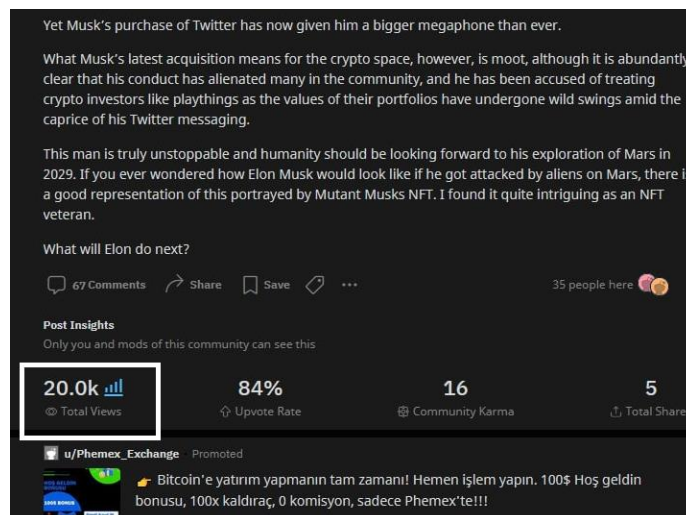 Yet Musk’s purchase of Twitter has now given him a bigger megaphone than ever.
What Musk’s latest acquisition means for the crypto space, however, is moot, although it is abundantly
clear that his conduct has alienated many in the community, and he has been accused of treating
crypto investors like playthings as the values of their portfolios have undergone wild swings amid the
caprice of his Twitter messaging.
This man is truly unstoppable and humanity should be looking forward to his exploration of Mars in
2029. If you ever wondered how Elon Musk would look like if he got attacked by aliens on Mars, there i
a good representation of this portrayed by Mutant Musks NFT. I found it quite intriguing as an NFT
veteran.
What will Elon do next?
67 Comments Share Save ··· 35 people here
Post Insights
Only you and mods of this community can see this
20.0k 84% 16 5
Total Views Upvote Rate Community Karma Total Share
u/Phemex_Exchange · Promoted
👉 Bitcoin'e yatırım yapmanın tam zamanı! Hemen işlem yapın. 100$ Hoş geldin
bonusu, 100x kaldıraç, 0 komisyon, sadece Phemex'te!!!
HOŞ GELDİN
BONUSU
100$ BONUS